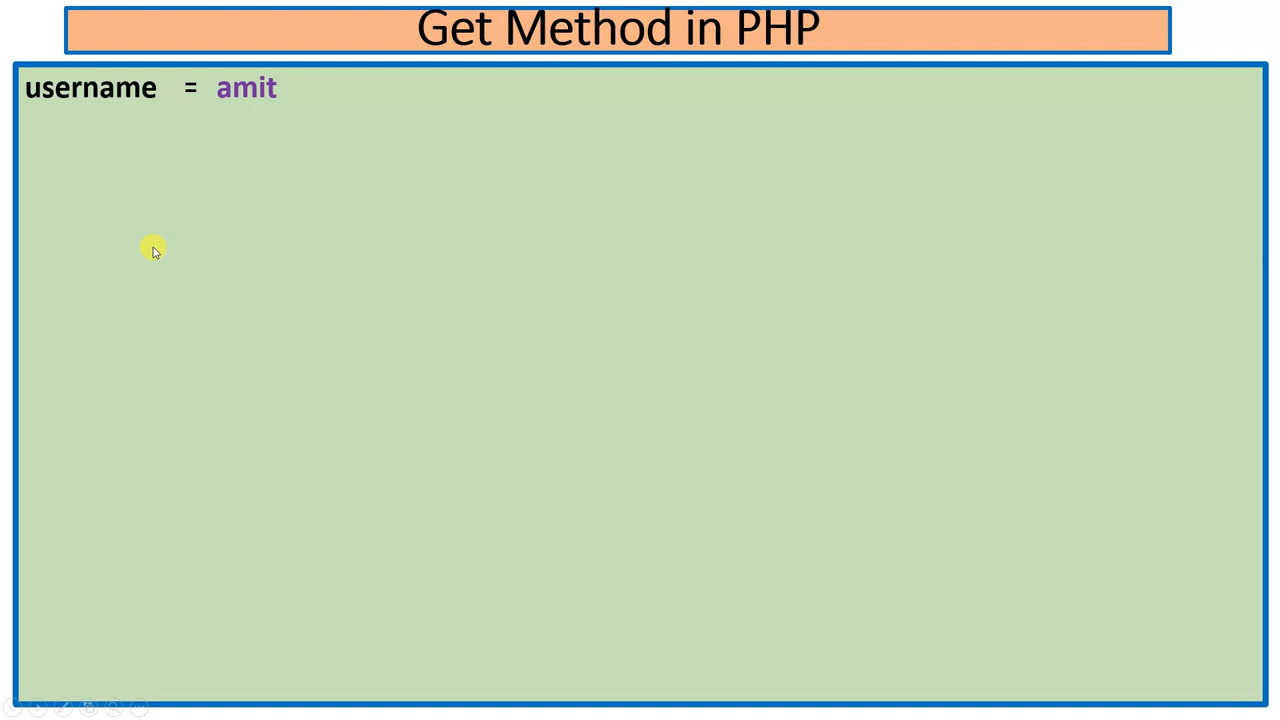 Get Method in PHP
username = amit